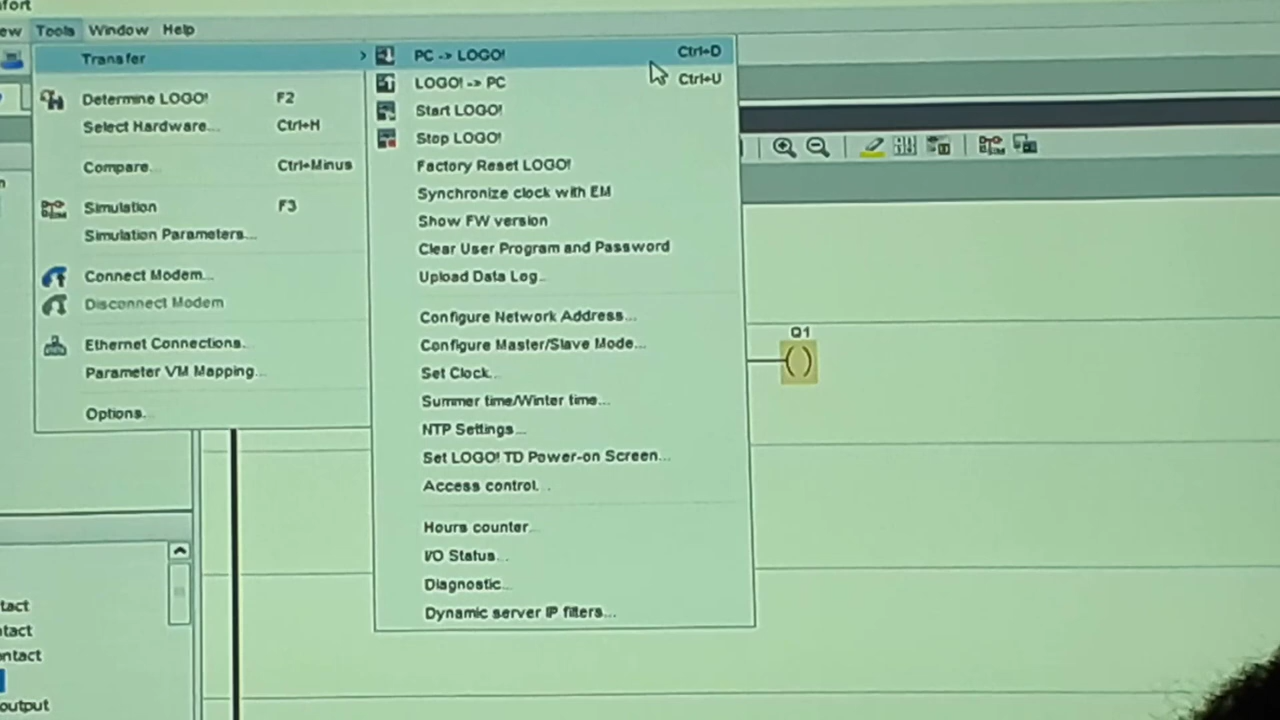 fort
ew Tools Window Help
Transfer
Determine LOGO! F2
Select Hardware... Ctrl+H
Compare... Ctrl+Minus
Simulation F3
Simulation Parameters...
Connect Modem...
Disconnect Modem
Ethernet Connections...
Parameter VM Mapping...
Options...
PC -> LOGO! Ctrl+D
LOGO! -> PC Ctrl+U
Start LOGO!
Stop LOGO!
Factory Reset LOGO!
Synchronize clock with EM
Show FW version
Clear User Program and Password
Upload Data Log...
Configure Network Address...
Configure Master/Slave Mode...
Set Clock...
Summer time/Winter time...
NTP Settings...
Set LOGO! TD Power-on Screen...
Access control...
Hours counter...
I/O Status...
Diagnostic...
Dynamic server IP filters...
Q1
n
tact
ntact
ontact
output